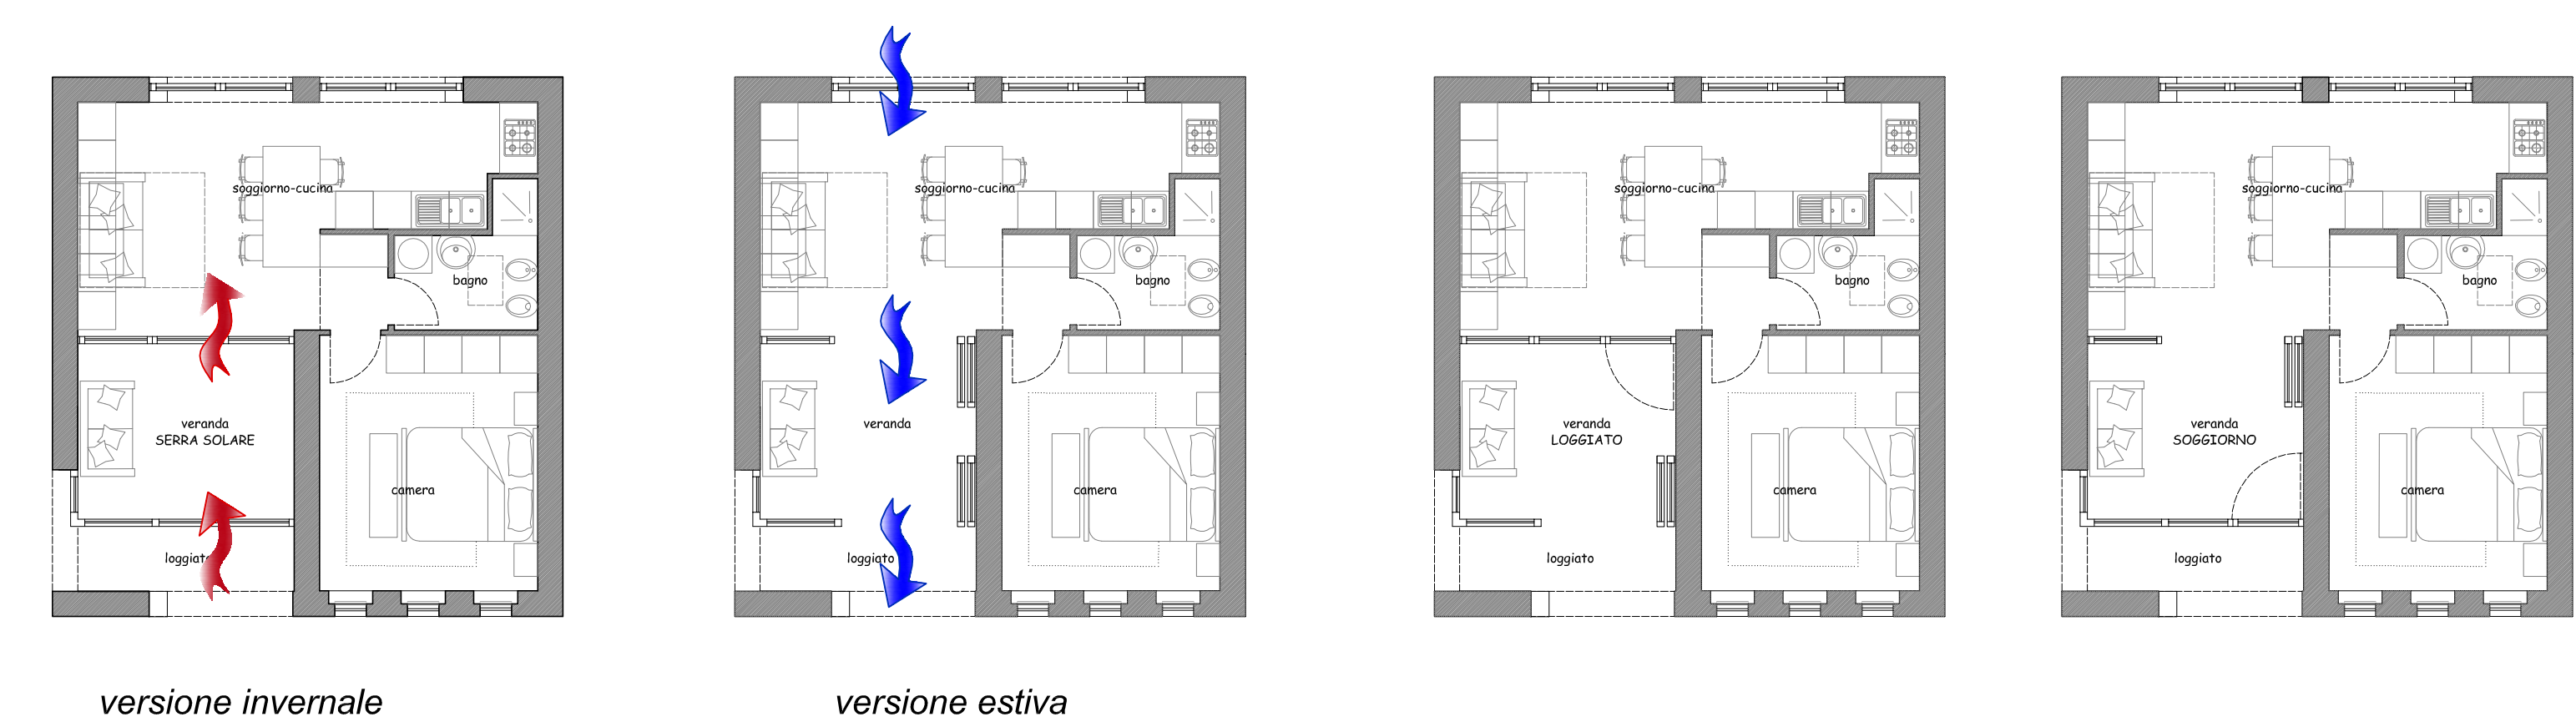 soggiorno-cucina
bagno
veranda
SERRA SOLARE
camera
loggiato
versione invernale
soggiorno-cucina
bagno
veranda
camera
loggiato
versione estiva
soggiorno-cucina
bagno
veranda
LOGGIATO
camera
loggiato
soggiorno-cucina
bagno
veranda
SOGGIORNO
camera
loggiato